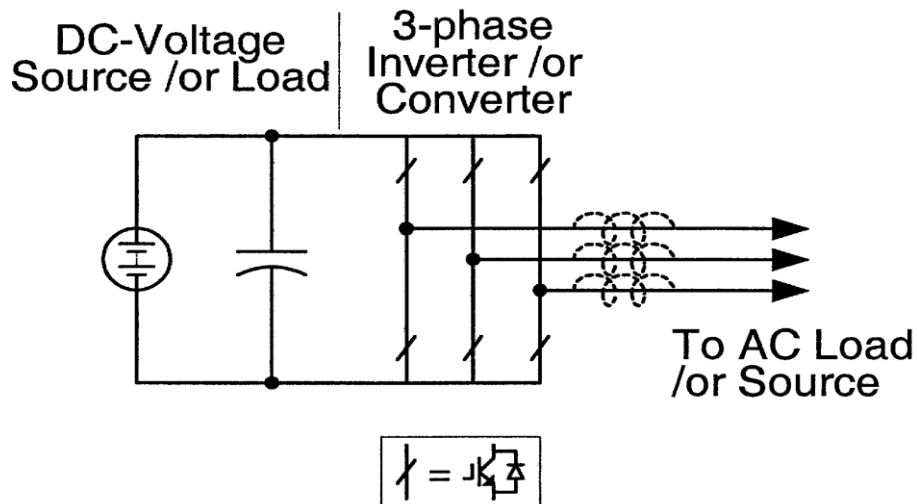 DC-Voltage
Source /or Load
3-phase
Inverter /or
Converter
To AC Load
/or Source
=